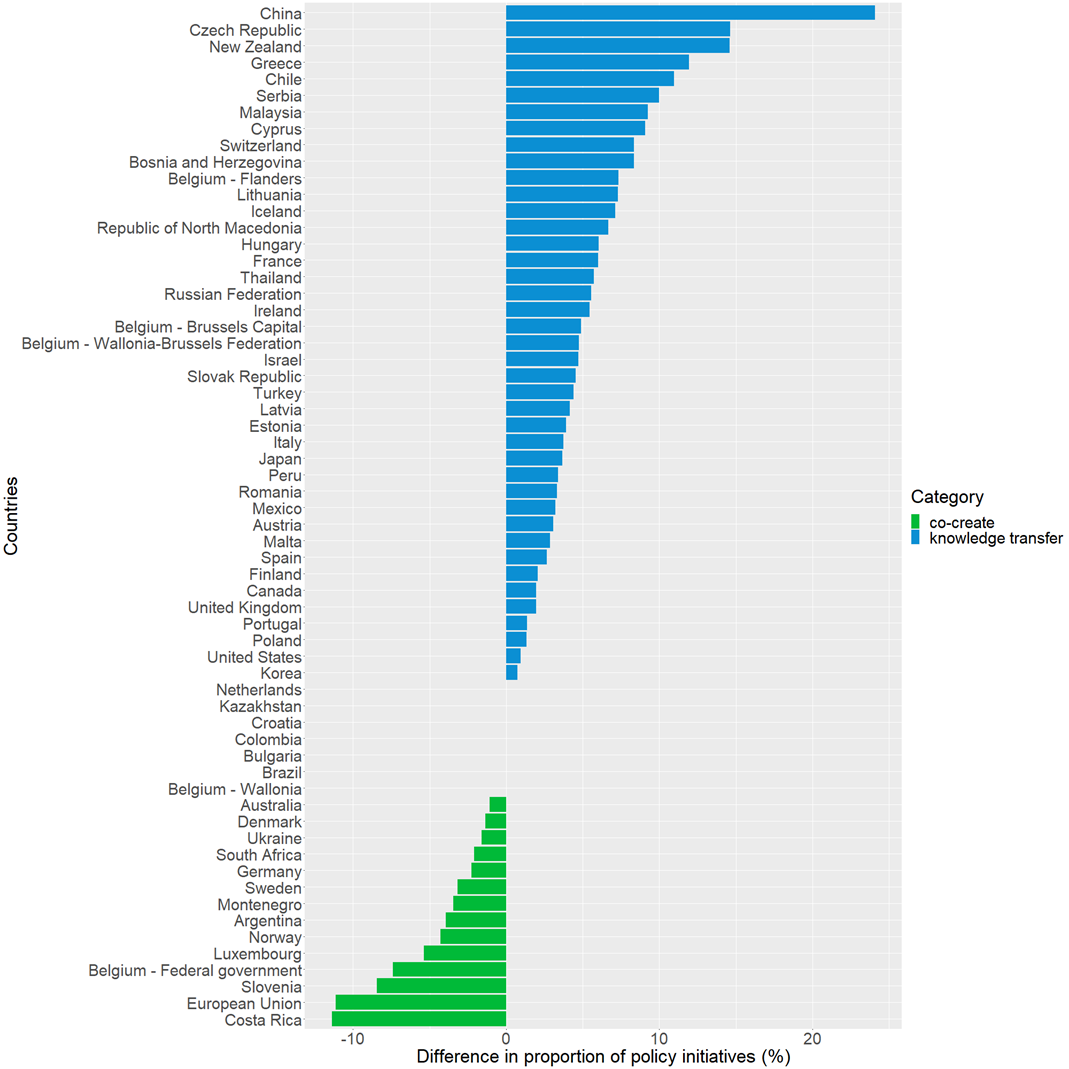 China
Czech Republic
New Zealand
Greece
Chile
Serbia
Malaysia
Cyprus
Switzerland
Bosnia and Herzegovina
Belgium - Flanders
Lithuania
Iceland
Republic of North Macedonia
Hungary
France
Thailand
Russian Federation
Ireland
Belgium - Brussels Capital
Belgium - Wallonia-Brussels Federation
Israel
Slovak Republic
Turkey
Latvia
Estonia
Italy
Japan
Peru
Romania
Mexico
Austria
Malta
Spain
Finland
Canada
United Kingdom
Portugal
Poland
United States
Korea
Netherlands
Kazakhstan
Croatia
Colombia
Bulgaria
Brazil
Belgium - Wallonia
Australia
Denmark
Ukraine
South Africa
Germany
Sweden
Montenegro
Argentina
Norway
Luxembourg
Belgium - Federal government
Slovenia
European Union
Costa Rica
Countries
-10 0 10 20
Difference in proportion of policy initiatives (%)
Category
co-create
knowledge transfer